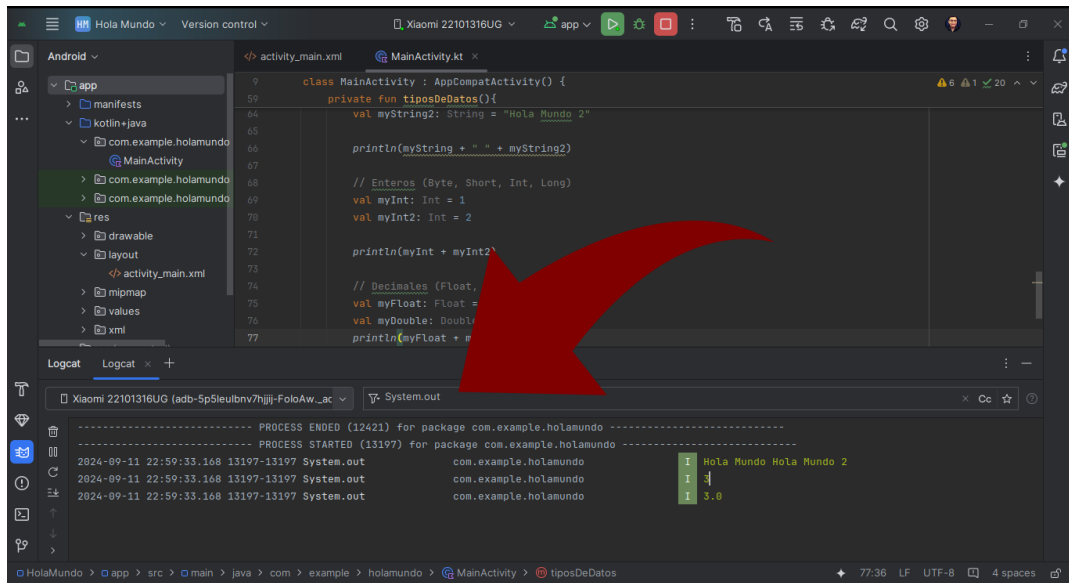 HM Hola Mundo Version control Xiaomi 22101316UG app
Android
activity_main.xml MainActivity.kt
app
manifests
kotlin+java
com.example.holamundo
MainActivity
com.example.holamundo
com.example.holamundo
res
drawable
layout
activity_main.xml
mipmap
values
xml
6 1 20
9 class MainActivity : AppCompatActivity() {
59 private fun tiposDeDatos(){
64 val myString2: String = "Hola Mundo 2"
65
66 println(myString + " " + myString2)
67
68 // Enteros (Byte, Short, Int, Long)
69 val myInt: Int = 1
70 val myInt2: Int = 2
71
72 println(myInt + myInt2)
73
74 // Decimales (Float,
75 val myFloat: Float =
76 val myDouble: Double
77 println(myFloat + m
Logcat Logcat
Xiaomi 22101316UG (adb-5p5leulbnv7hjjij-FoloAw._ac System.out Cc
--------------------------- PROCESS ENDED (12421) for package com.example.holamundo ---------------------------
--------------------------- PROCESS STARTED (13197) for package com.example.holamundo ---------------------------
2024-09-11 22:59:33.168 13197-13197 System.out com.example.holamundo I Hola Mundo Hola Mundo 2
2024-09-11 22:59:33.168 13197-13197 System.out com.example.holamundo I 3
2024-09-11 22:59:33.168 13197-13197 System.out com.example.holamundo I 3.0
HolaMundo > app > src > main > java > com > example > holamundo > MainActivity > tiposDeDatos 77:36 LF UTF-8 4 spaces